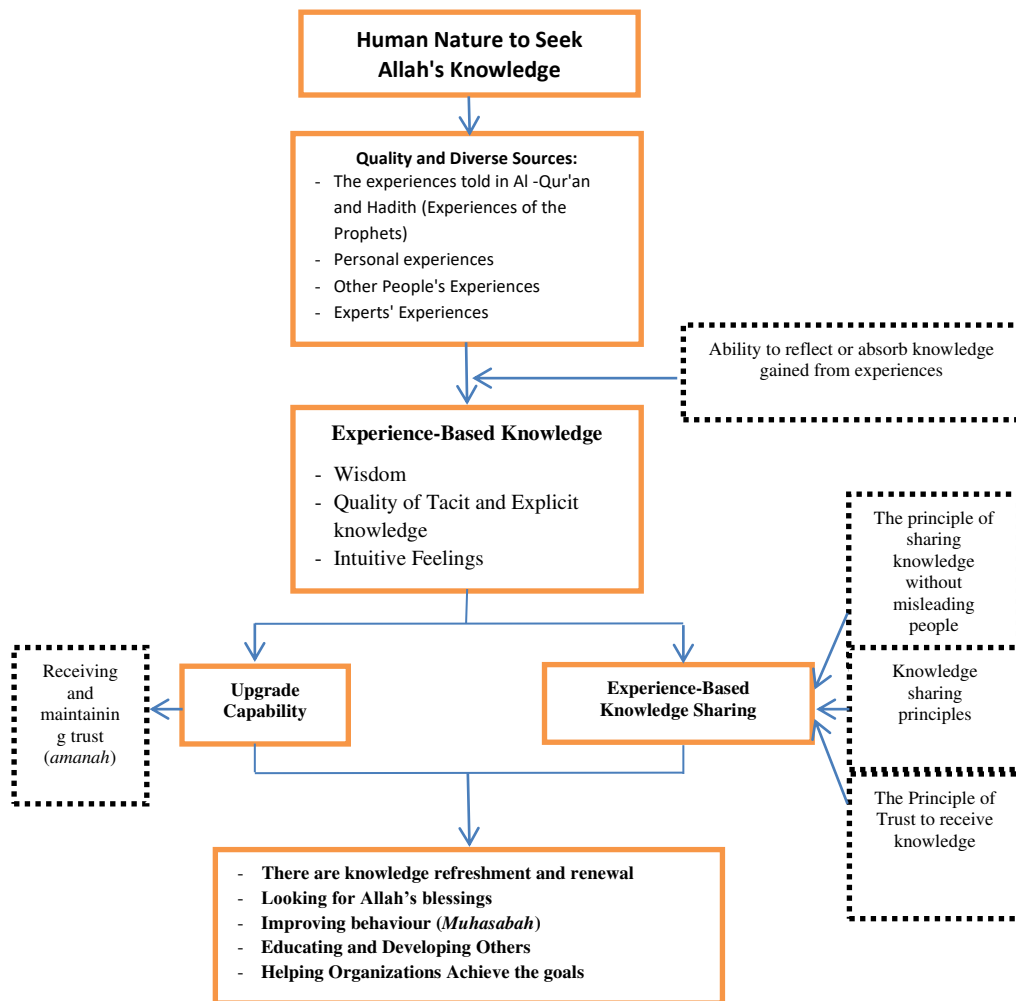 Human Nature to Seek
Allah's Knowledge
Quality and Diverse Sources:
- The experiences told in Al -Qur'an
and Hadith (Experiences of the
Prophets)
- Personal experiences
- Other People's Experiences
- Experts' Experiences
Ability to reflect or absorb knowledge
gained from experiences
Experience-Based Knowledge
- Wisdom
- Quality of Tacit and Explicit
knowledge
- Intuitive Feelings
The principle of
sharing
knowledge
without
misleading
people
Receiving
and
maintainin
g trust
(amanah)
Upgrade
Capability
Experience-Based
Knowledge Sharing
Knowledge
sharing
principles
The Principle of
Trust to receive
knowledge
- There are knowledge refreshment and renewal
- Looking for Allah's blessings
- Improving behaviour (Muhasabah)
- Educating and Developing Others
- Helping Organizations Achieve the goals